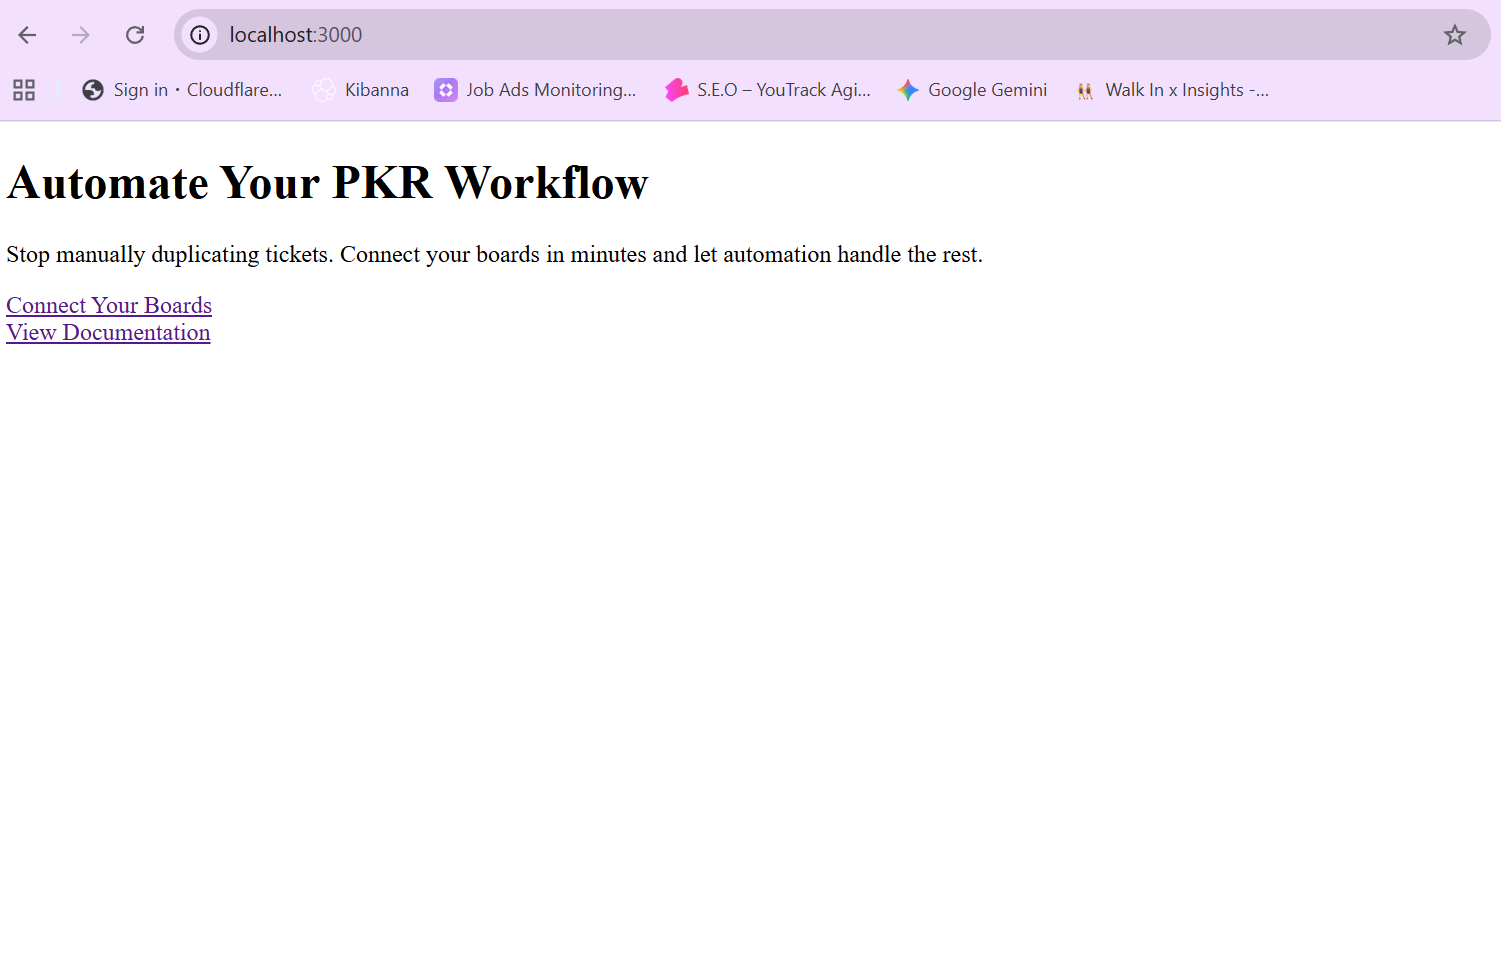 localhost:3000
Sign in • Cloudflare... Kibanna Job Ads Monitoring... S.E.O – YouTrack Agi... Google Gemini Walk In x Insights -...
Automate Your PKR Workflow
Stop manually duplicating tickets. Connect your boards in minutes and let automation handle the rest.
Connect Your Boards
View Documentation